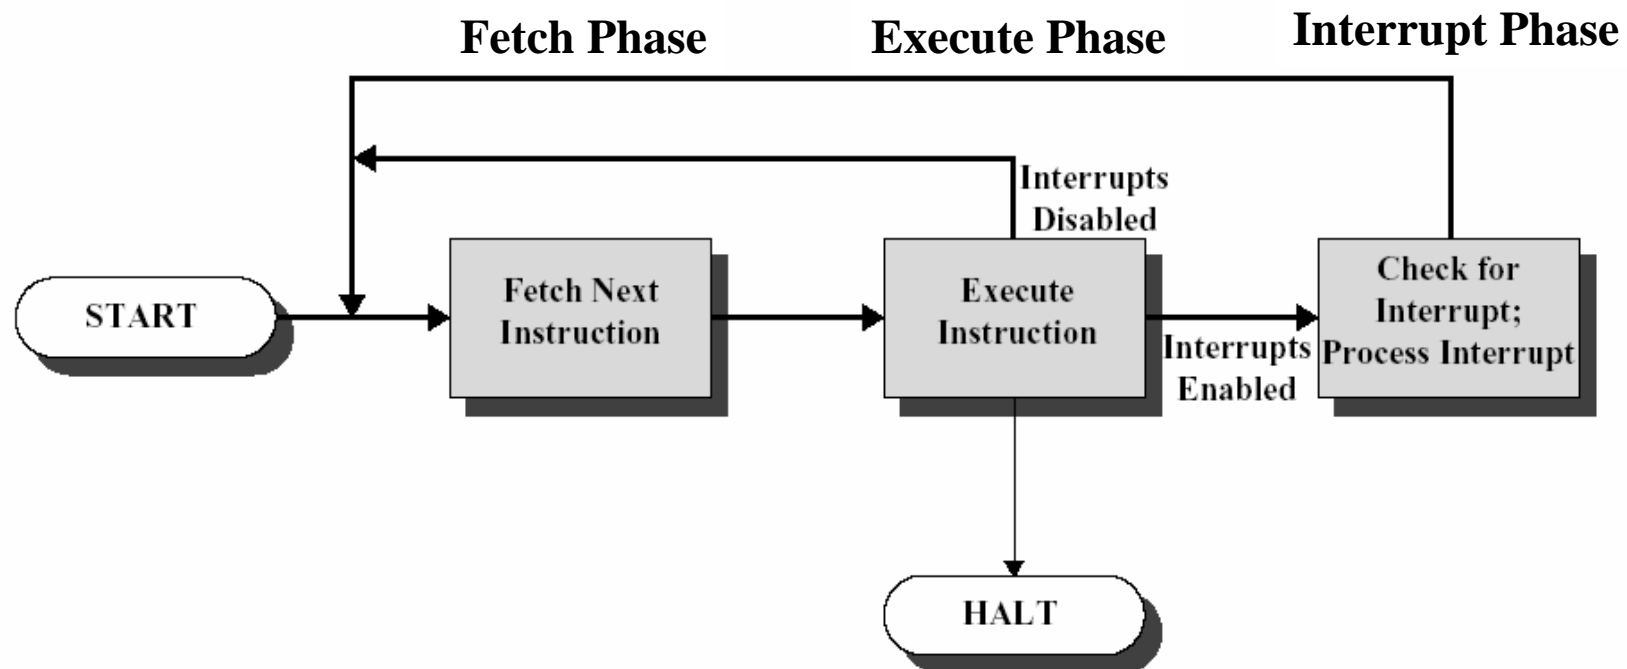 Fetch Phase
Execute Phase
Interrupt Phase
Interrupts
Disabled
START
Fetch Next
Instruction
Execute
Instruction
Interrupts
Enabled
Check for
Interrupt;
Process Interrupt
HALT